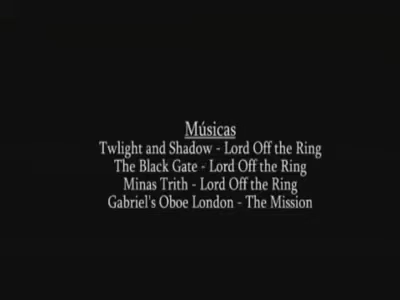 Músicas
Twlight and Shadow - Lord Off the Ring
The Black Gate - Lord Off the Ring
Minas Trith - Lord Off the Ring
Gabriel's Oboe London - The Mission